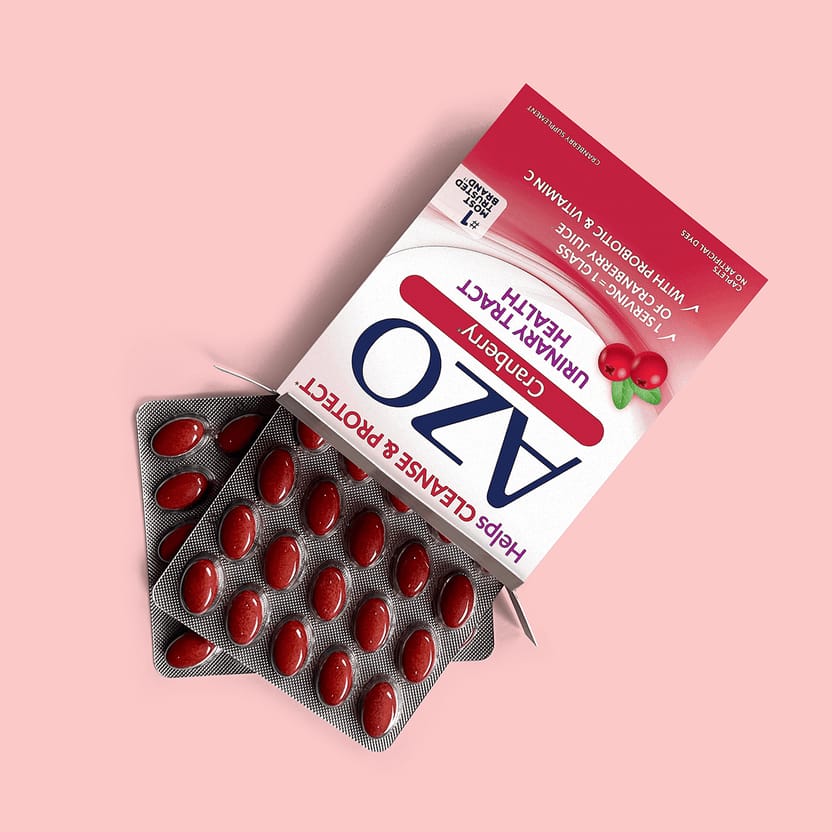 Helps CLEANSE & PROTECT*
AZO
Cranberry†
URINARY TRACT
HEALTH
#1
MOST
TRUSTED
BRAND††
✓ 1 SERVING = 1 GLASS
OF CRANBERRY JUICE
✓ WITH PROBIOTIC & VITAMIN C
CAPLETS
NO ARTIFICIAL DYES
CRANBERRY SUPPLEMENT